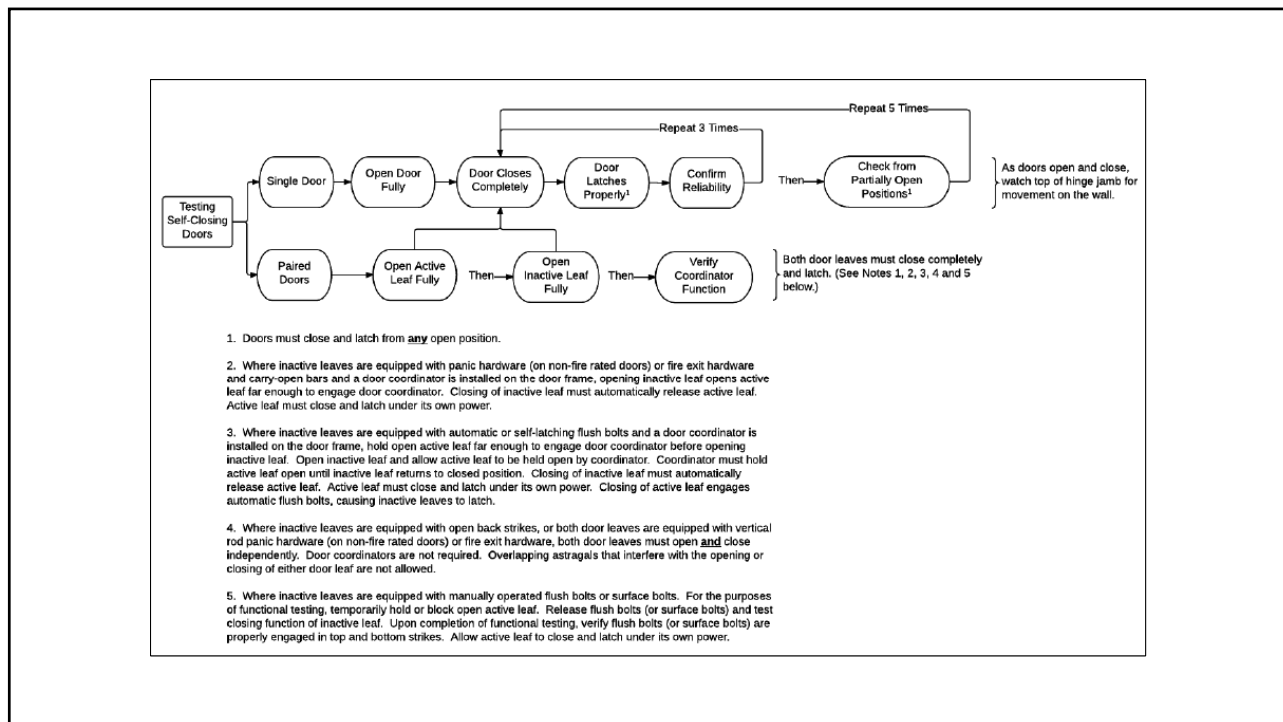 Repeat 5 Times
Repeat 3 Times
Single Door
Open Door
Fully
Door Closes
Completely
Door
Latches
Properly¹
Confirm
Reliability
Then
Check from
Partially Open
Positions¹
As doors open and close,
watch top of hinge jamb for
movement on the wall.
Testing
Self-Closing
Doors
Paired
Doors
Open Active
Leaf Fully
Then
Open
Inactive Leaf
Fully
Then
Verify
Coordinator
Function
Both door leaves must close completely
and latch. (See Notes 1, 2, 3, 4 and 5
below.)
1. Doors must close and latch from any open position.
2. Where inactive leaves are equipped with panic hardware (on non-fire rated doors) or fire exit hardware
and carry-open bars and a door coordinator is installed on the door frame, opening inactive leaf opens active
leaf far enough to engage door coordinator. Closing of inactive leaf must automatically release active leaf.
Active leaf must close and latch under its own power.
3. Where inactive leaves are equipped with automatic or self-latching flush bolts and a door coordinator is
installed on the door frame, hold open active leaf far enough to engage door coordinator before opening
inactive leaf. Open inactive leaf and allow active leaf to be held open by coordinator. Coordinator must hold
active leaf open until inactive leaf returns to closed position. Closing of inactive leaf must automatically
release active leaf. Active leaf must close and latch under its own power. Closing of active leaf engages
automatic flush bolts, causing inactive leaves to latch.
4. Where inactive leaves are equipped with open back strikes, or both door leaves are equipped with vertical
rod panic hardware (on non-fire rated doors) or fire exit hardware, both door leaves must open and close
independently. Door coordinators are not required. Overlapping astragals that interfere with the opening or
closing of either door leaf are not allowed.
5. Where inactive leaves are equipped with manually operated flush bolts or surface bolts. For the purposes
of functional testing, temporarily hold or block open active leaf. Release flush bolts (or surface bolts) and test
closing function of inactive leaf. Upon completion of functional testing, verify flush bolts (or surface bolts) are
properly engaged in top and bottom strikes. Allow active leaf to close and latch under its own power.